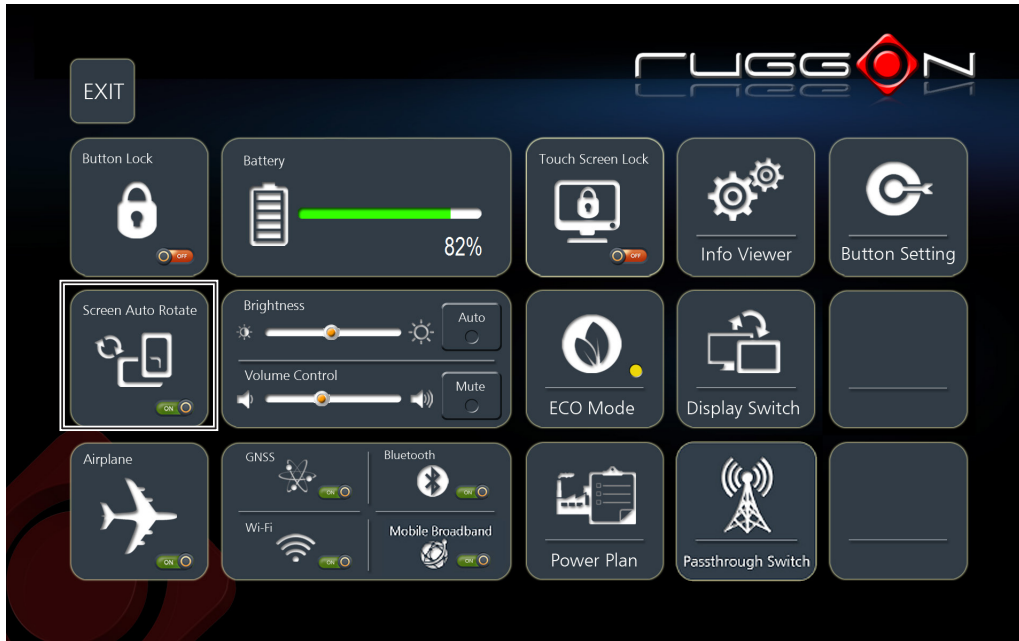 ruggon
EXIT
Button Lock
OFF
Battery
82%
Touch Screen Lock
OFF
Info Viewer
Button Setting
Screen Auto Rotate
ON
Brightness
Auto
Volume Control
Mute
ECO Mode
Display Switch
Airplane
ON
GNSS
ON
Bluetooth
ON
Wi-Fi
ON
Mobile Broadband
ON
Power Plan
Passthrough Switch